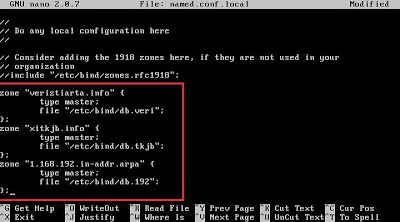 GNU nano 2.0.7 File: named.conf.local Modified
//
// Do any local configuration here
//
// Consider adding the 1918 zones here, if they are not used in your
// organization
//include "/etc/bind/zones.rfc1918";
zone "veriztiarta.info" {
type master;
file "/etc/bind/db.veri";
};
zone "xitkjb.info" {
type master;
file "/etc/bind/db.tkjb";
};
zone "1.168.192.in-addr.arpa" {
type master;
file "/etc/bind/db.192";
};
^G Get Help ^O WriteOut ^R Read File ^Y Prev Page ^K Cut Text ^C Cur Pos
^X Exit ^J Justify ^W Where Is ^V Next Page ^U UnCut Text ^T To Spell